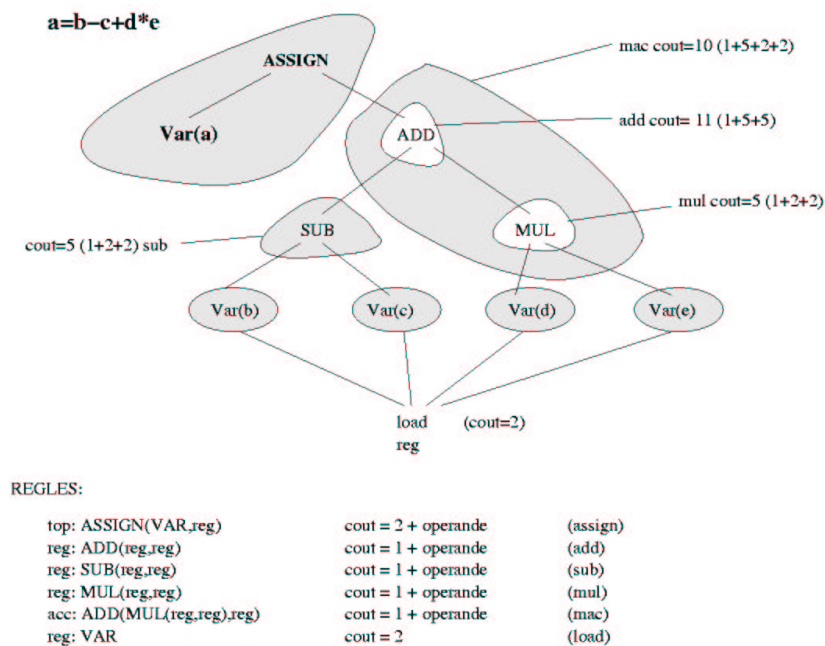 a=b−c+d*e
ASSIGN
mac cout=10 (1+5+2+2)
Var(a)
ADD
add cout= 11 (1+5+5)
mul cout=5 (1+2+2)
cout=5 (1+2+2) sub
SUB
MUL
Var(b) Var(c) Var(d) Var(e)
load (cout=2)
reg
REGLES:
top: ASSIGN(VAR,reg) cout = 2 + operande (assign)
reg: ADD(reg,reg) cout = 1 + operande (add)
reg: SUB(reg,reg) cout = 1 + operande (sub)
reg: MUL(reg,reg) cout = 1 + operande (mul)
acc: ADD(MUL(reg,reg),reg) cout = 1 + operande (mac)
reg: VAR cout = 2 (load)